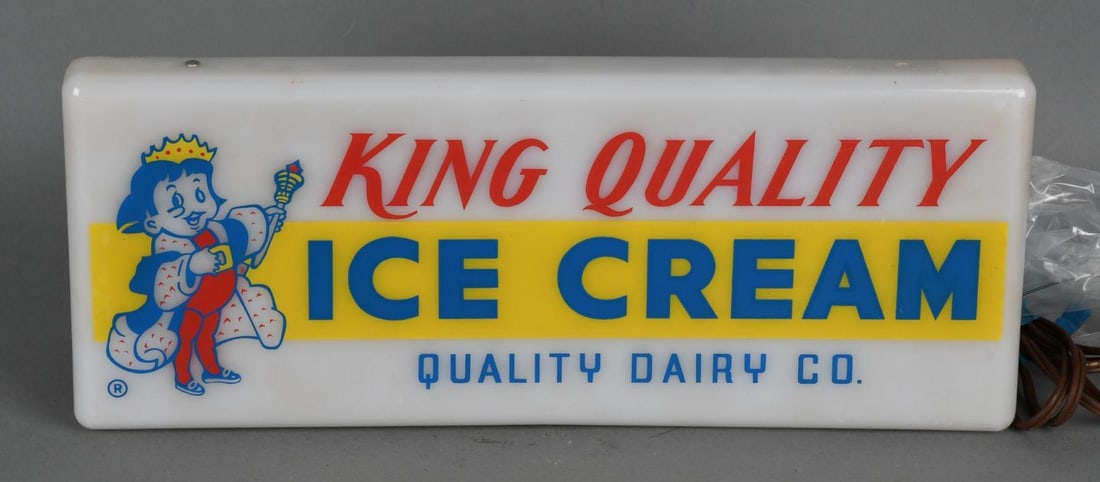 KING QUALITY
ICE CREAM
QUALITY DAIRY CO.
®